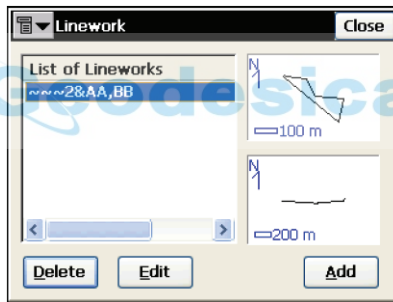 Linework
Close
List of Lineworks
~~~2&AA,BB
N
100 m
N
200 m
Delete
Edit
Add
Geodesica